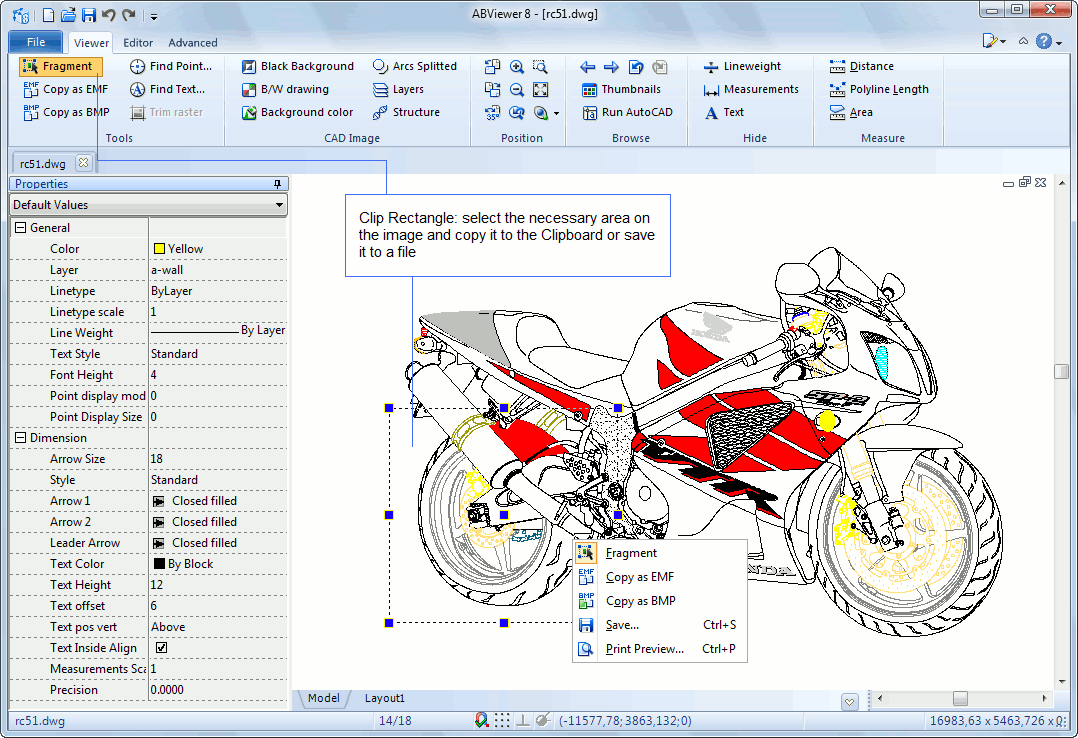 ABViewer 8 - [rc51.dwg]
File Viewer Editor Advanced
Fragment Find Point... Black Background Arcs Splitted Lineweight Distance
EMF Copy as EMF Find Text... B/W drawing Layers Thumbnails Measurements Polyline Length
BMP Copy as BMP Trim raster Background color Structure 35° Run AutoCAD A Text Area
Tools CAD Image Position Browse Hide Measure
rc51.dwg
Properties
Default Values
Clip Rectangle: select the necessary area on
the image and copy it to the Clipboard or save
it to a file
General
Color Yellow
Layer a-wall
Linetype ByLayer
Linetype scale 1
Line Weight By Layer
Text Style Standard
Font Height 4
Point display mod 0
Point Display Size 0
Dimension
Arrow Size 18
Style Standard
Arrow 1 Closed filled
Arrow 2 Closed filled
Leader Arrow Closed filled
Text Color By Block
Text Height 12
Text offset 6
Text pos vert Above
Text Inside Align
Measurements Sca 1
Precision 0.0000
HONDA
HONDA
Fragment
EMF Copy as EMF
BMP Copy as BMP
Save... Ctrl+S
Print Preview... Ctrl+P
Model Layout1
rc51.dwg 14/18 (-11577,78; 3863,132; 0) 16983,63 x 5463,726 x 0;